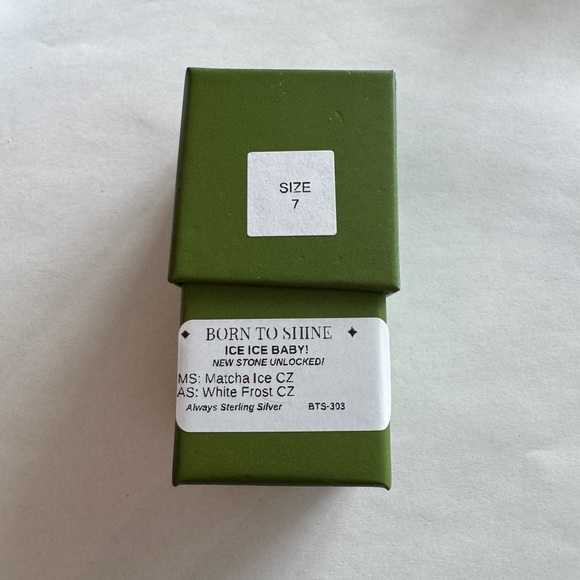 SIZE
7
BORN TO SHINE
ICE ICE BABY!
NEW STONE UNLOCKED!
MS: Matcha Ice CZ
AS: White Frost CZ
Always Sterling Silver BTS-303